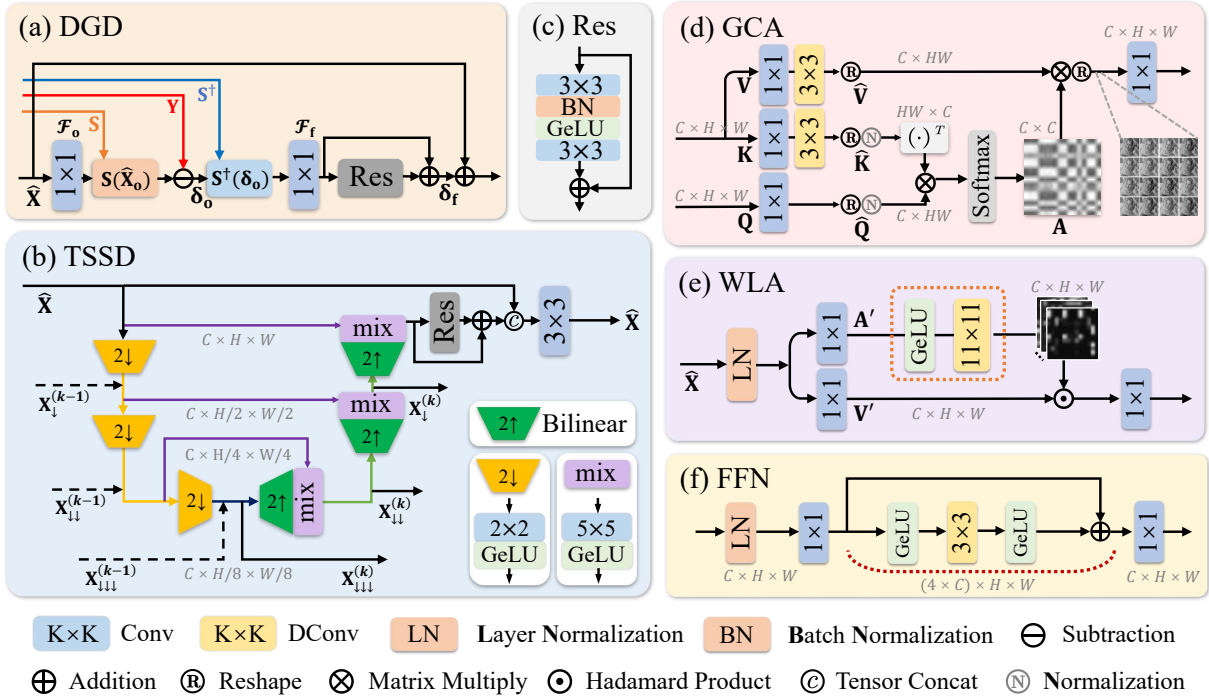 (a) DGD
S†
Y
S
𝓕ₒ
𝓕f
X̂
1×1
S(X̂ₒ)
δₒ
S†(δₒ)
1×1
Res
δf
(c) Res
3×3
BN
GeLU
3×3
(d) GCA
C × H × W
V
1×1
3×3
R
V̂
C × HW
R
1×1
C × H × W
K
1×1
3×3
R
N
K̂
HW × C
(·)ᵀ
Softmax
C × C
A
Q
1×1
R
N
Q̂
C × HW
(b) TSSD
X̂
C × H × W
mix
2↑
Res
C
3×3
X̂
2↓
X↓(k-1)
C × H/2 × W/2
mix
2↑
X↓(k)
2↓
C × H/4 × W/4
X↓↓(k-1)
2↓
2↑
mix
X↓↓(k)
X↓↓↓(k-1)
C × H/8 × W/8
X↓↓↓(k)
2↑
Bilinear
2↓
2×2
GeLU
mix
5×5
GeLU
(e) WLA
X̂
LN
1×1
A′
GeLU
11×11
C × H × W
1×1
V′
C × H × W
1×1
(f) FFN
LN
C × H × W
1×1
GeLU
3×3
GeLU
(4 × C) × H × W
1×1
C × H × W
K×K Conv
K×K DConv
LN Layer Normalization
BN Batch Normalization
Subtraction
Addition
R Reshape
Matrix Multiply
Hadamard Product
C Tensor Concat
N Normalization